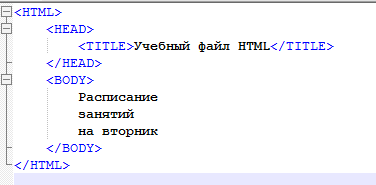 <HTML>
<HEAD>
<TITLE>Учебный файл HTML</TITLE>
</HEAD>
<BODY>
Расписание
занятий
на вторник
</BODY>
</HTML>